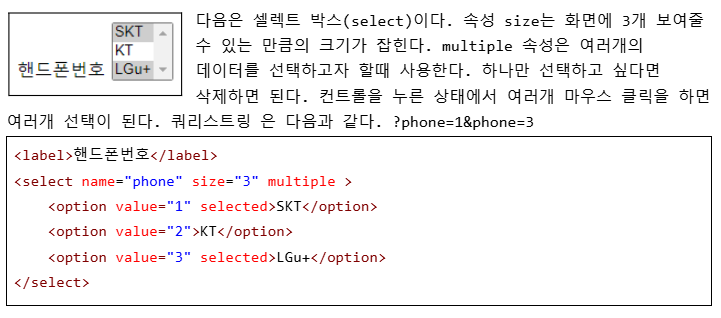 SKT
KT
핸드폰번호 LGu+
다음은 셀렉트 박스(select)이다. 속성 size는 화면에 3개 보여줄
수 있는 만큼의 크기가 잡힌다. multiple 속성은 여러개의
데이터를 선택하고자 할때 사용한다. 하나만 선택하고 싶다면
삭제하면 된다. 컨트롤을 누른 상태에서 여러개 마우스 클릭을 하면
여러개 선택이 된다. 쿼리스트링 은 다음과 같다. ?phone=1&phone=3
<label>핸드폰번호</label>
<select name="phone" size="3" multiple >
    <option value="1" selected>SKT</option>
    <option value="2">KT</option>
    <option value="3" selected>LGu+</option>
</select>